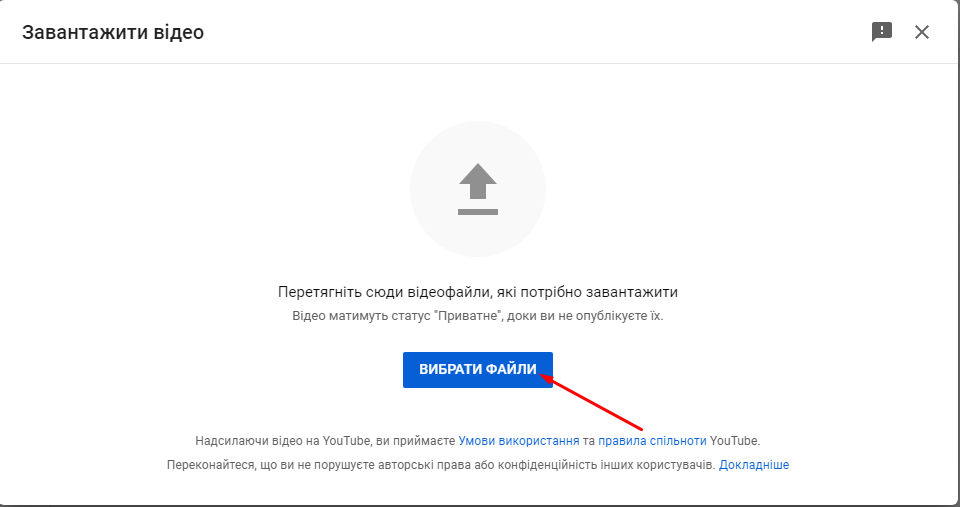 Завантажити відео
Перетягніть сюди відеофайли, які потрібно завантажити
Відео матимуть статус "Приватне", доки ви не опублікуєте їх.
ВИБРАТИ ФАЙЛИ
Надсилаючи відео на YouTube, ви приймаєте Умови використання та правила спільноти YouTube.
Переконайтеся, що ви не порушуєте авторські права або конфіденційність інших користувачів. Докладніше